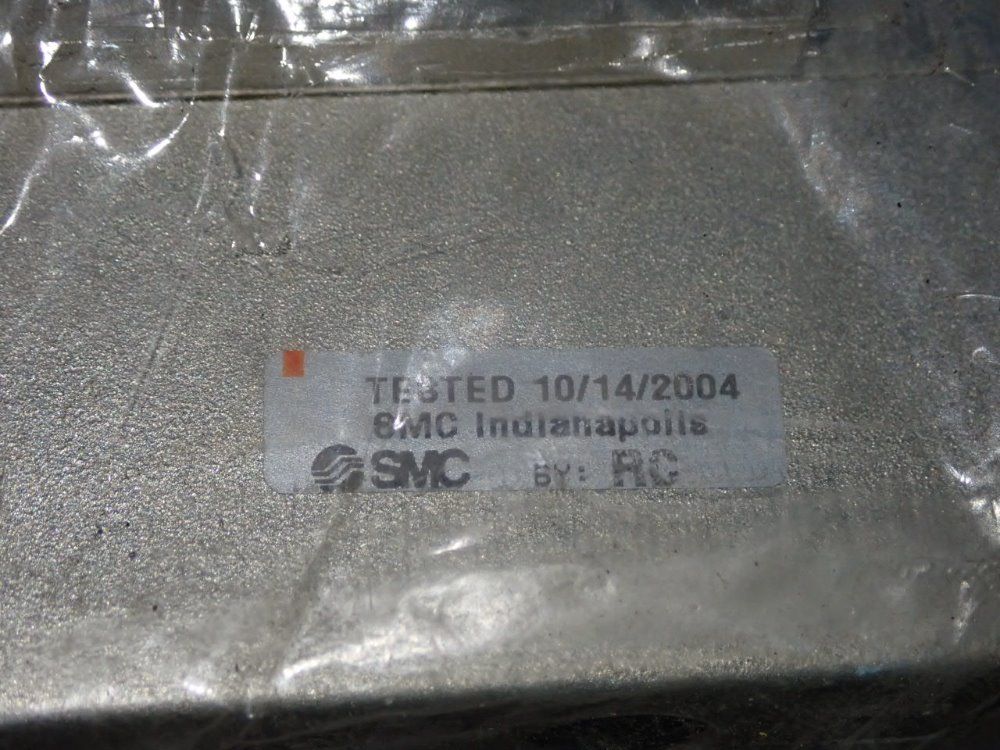 TESTED 10/14/2004
SMC Indianapolis
SMC BY: RC